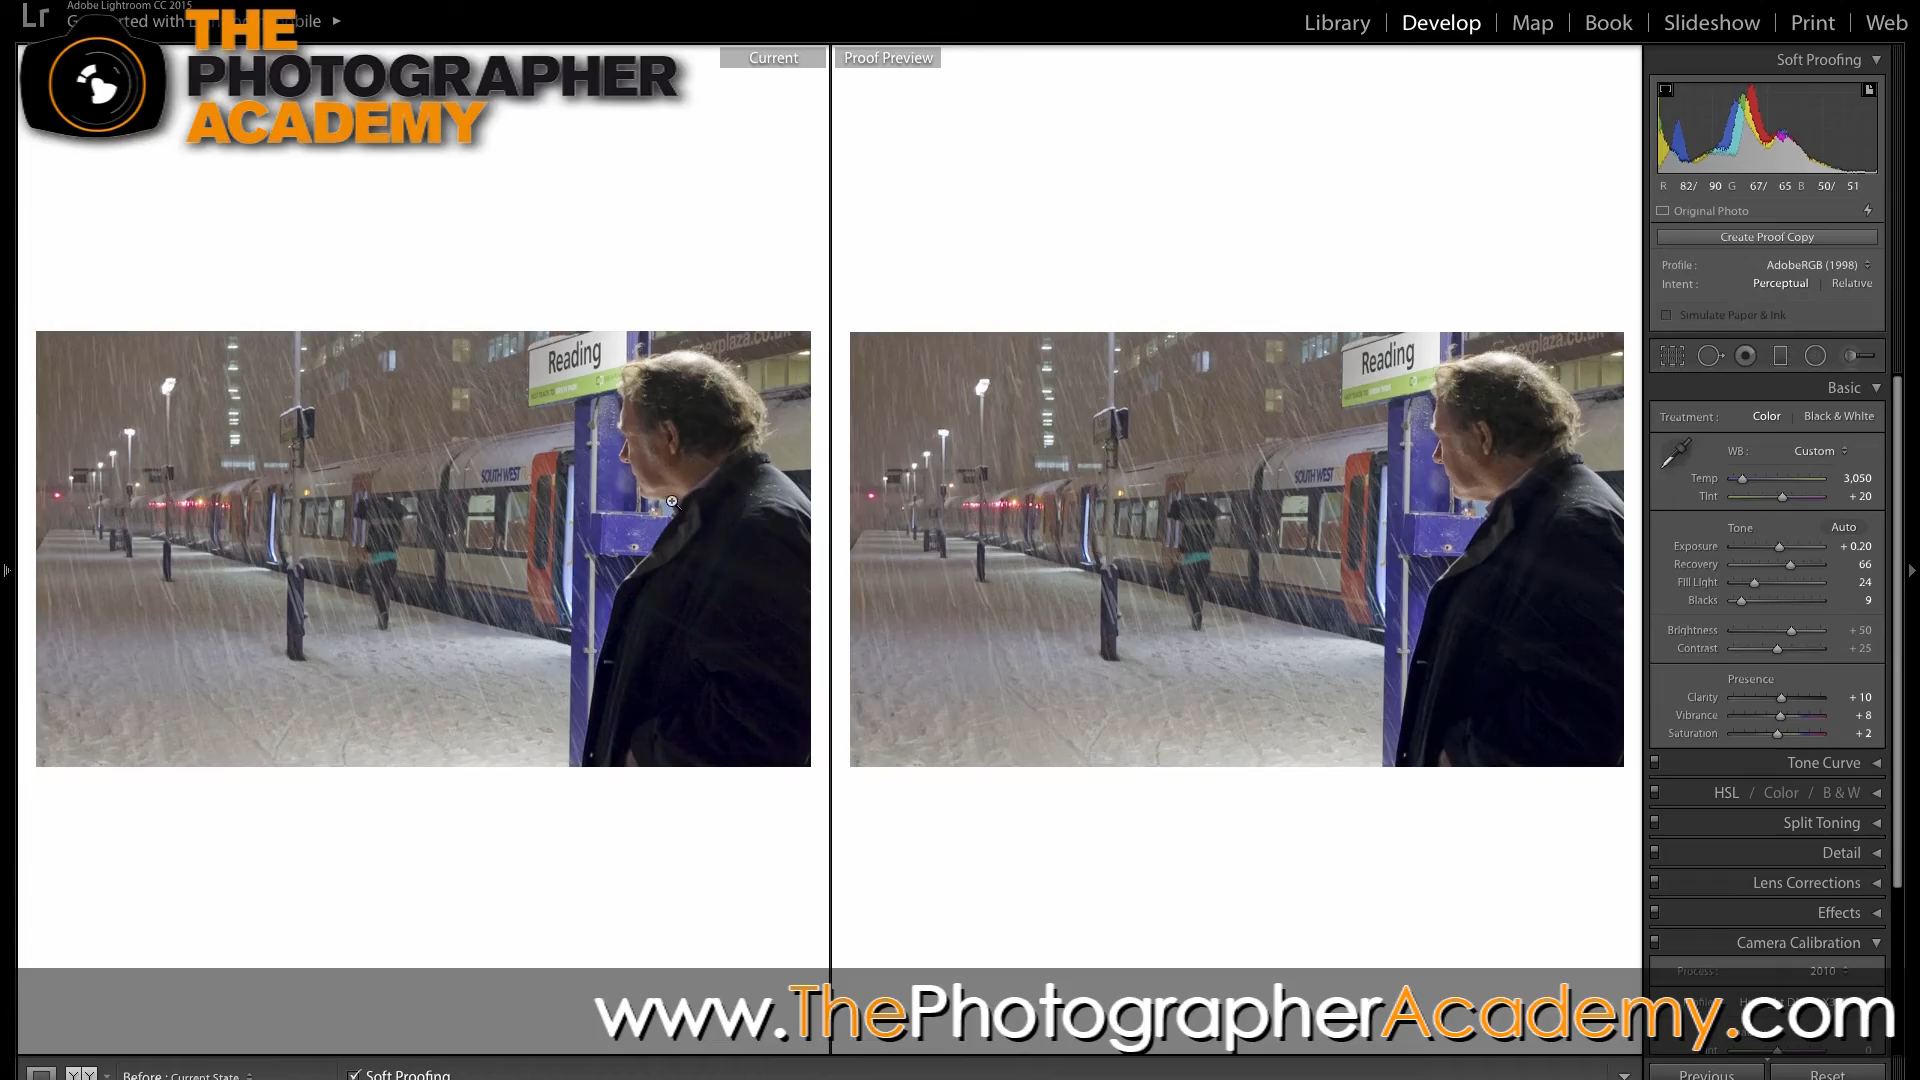 Adobe Lightroom CC 2015
THE
PHOTOGRAPHER
ACADEMY
Library | Develop | Map | Book | Slideshow | Print | Web
Current
Proof Preview
Soft Proofing
R 82/ 90 G 67/ 65 B 50/ 51
Original Photo
Create Proof Copy
Profile : AdobeRGB (1998)
Intent : Perceptual | Relative
Simulate Paper & Ink
Basic
Treatment : Color | Black & White
WB : Custom
Temp 3,050
Tint + 20
Tone Auto
Exposure + 0.20
Recovery 66
Fill Light 24
Blacks 9
Brightness + 50
Contrast + 25
Presence
Clarity + 10
Vibrance + 8
Saturation + 2
Tone Curve
HSL / Color / B & W
Split Toning
Detail
Lens Corrections
Effects
Camera Calibration
Process : 2010
Reading
SOUTH WEST
Reading
SOUTH WEST
www.ThePhotographerAcademy.com
Before : Current State
Soft Proofing
Previous
Reset